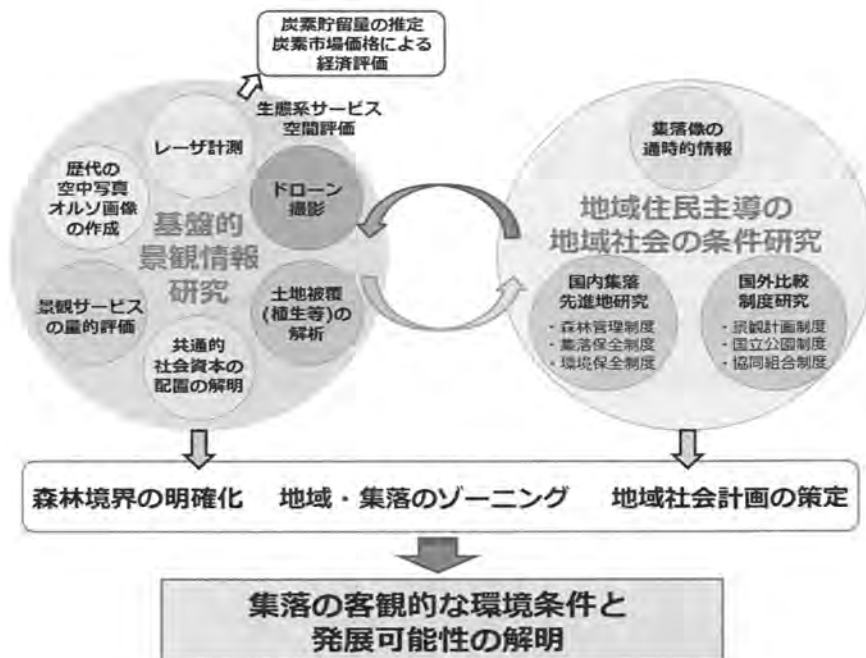 炭素貯留量の推定
炭素市場価格による
経済評価
生態系サービス
空間評価
レーザ計測
歴代の
空中写真
オルソ画像
の作成
ドローン
撮影
基盤的
景観情報
研究
景観サービス
の量的評価
土地被覆
(植生等)の
解析
共通的
社会資本の
配置の解明
集落像の
通時的情報
地域住民主導の
地域社会の条件研究
国内集落
先進地研究
・森林管理制度
・集落保全制度
・環境保全制度
国外比較
制度研究
・景観計画制度
・国立公園制度
・協同組合制度
森林境界の明確化
地域・集落のゾーニング
地域社会計画の策定
集落の客観的な環境条件と
発展可能性の解明